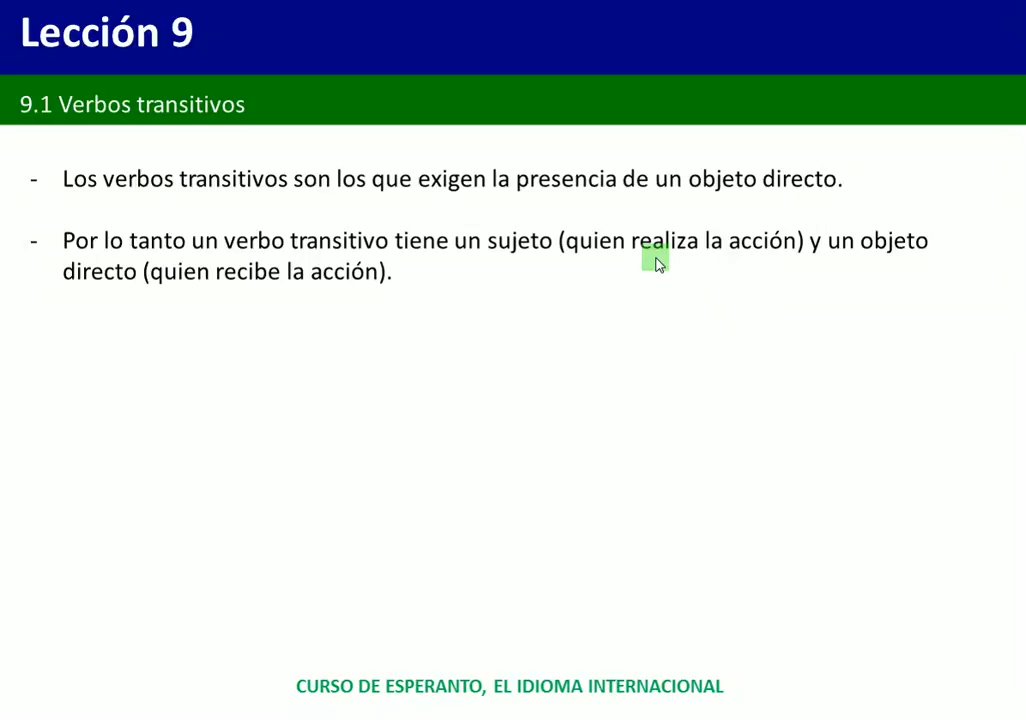 Lección 9
9.1 Verbos transitivos
- Los verbos transitivos son los que exigen la presencia de un objeto directo.
- Por lo tanto un verbo transitivo tiene un sujeto (quien realiza la acción) y un objeto
directo (quien recibe la acción).
CURSO DE ESPERANTO, EL IDIOMA INTERNACIONAL